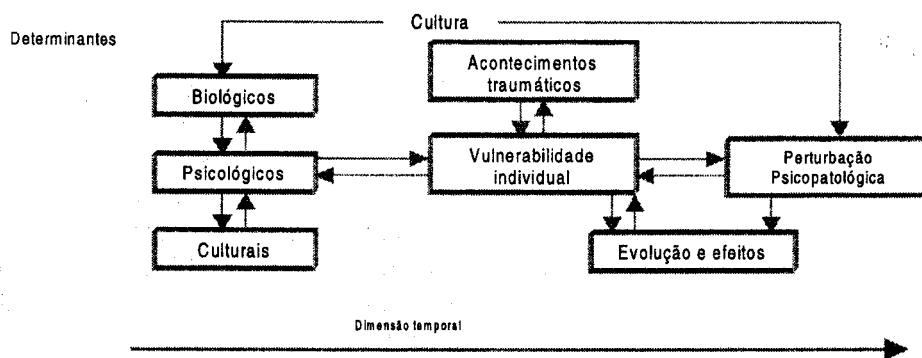 Cultura
Determinantes
Acontecimentos
traumáticos
Biológicos
Vulnerabilidade
individual
Psicológicos
Perturbação
Psicopatológica
Culturais
Evolução e efeitos
Dimensão temporal